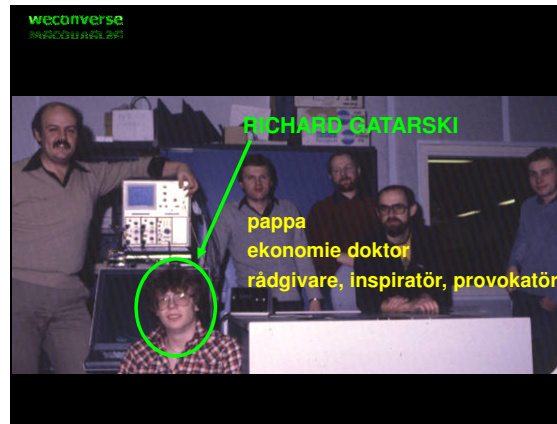 weconverse
RICHARD GATARSKI
pappa
ekonomie doktor
rådgivare, inspiratör, provokatör